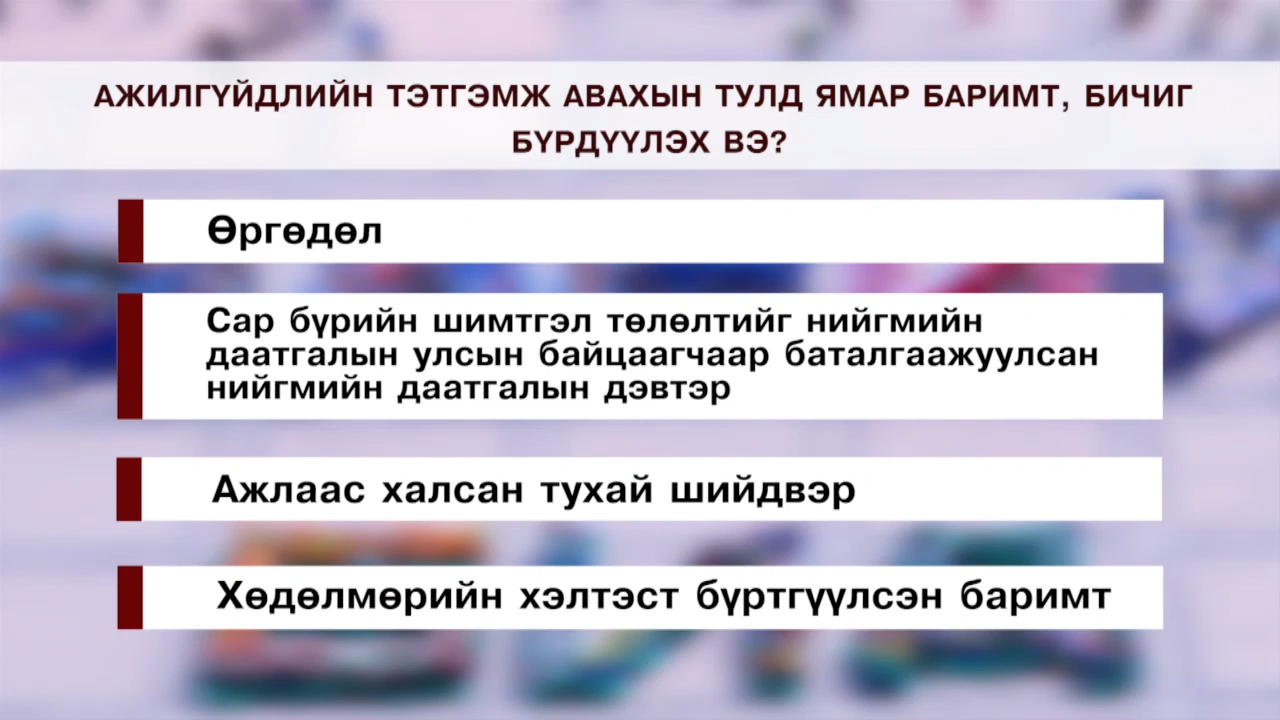 АЖИЛГҮЙДЛИЙН ТЭТГЭМЖ АВАХЫН ТУЛД ЯМАР БАРИМТ, БИЧИГ
БҮРДҮҮЛЭХ ВЭ?
Өргөдөл
Сар бүрийн шимтгэл төлөлтийг нийгмийн
даатгалын улсын байцаагчаар баталгаажуулсан
нийгмийн даатгалын дэвтэр
Ажлаас халсан тухай шийдвэр
Хөдөлмөрийн хэлтэст бүртгүүлсэн баримт